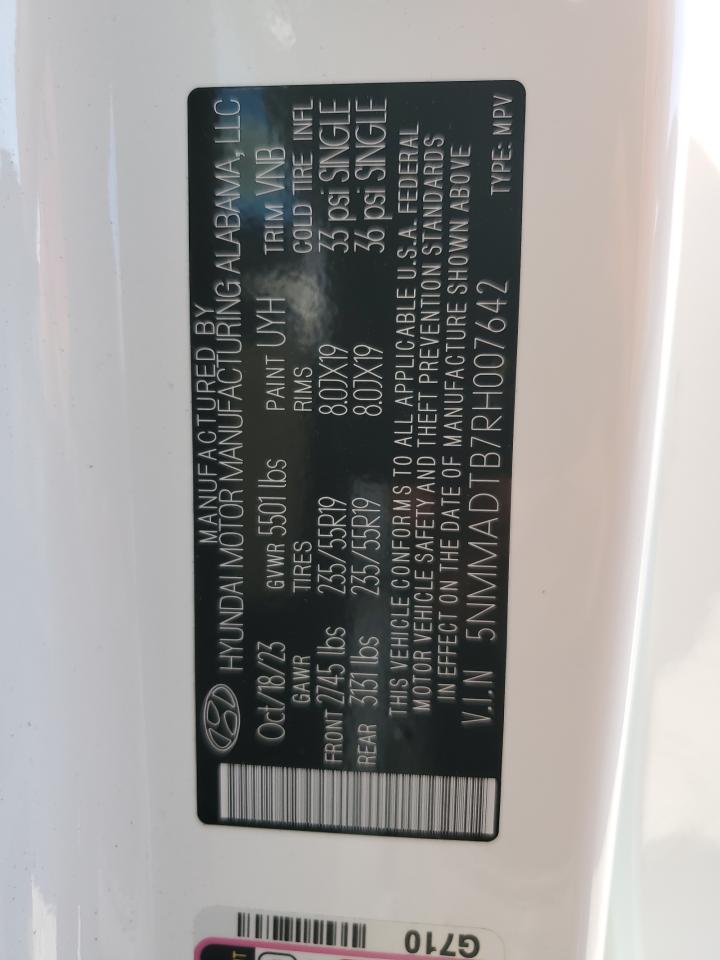 MANUFACTURED BY
HYUNDAI MOTOR MANUFACTURING ALABAMA, LLC
Oct/18/23 GVWR 5501 lbs PAINT UYH TRIM VNB
GAWR TIRES RIMS COLD TIRE INFL
FRONT 2745 lbs 235/55R19 8.0JX19 35 psi SINGLE
REAR 3131 lbs 235/55R19 8.0JX19 36 psi SINGLE
THIS VEHICLE CONFORMS TO ALL APPLICABLE U.S.A. FEDERAL
MOTOR VEHICLE SAFETY AND THEFT PREVENTION STANDARDS
IN EFFECT ON THE DATE OF MANUFACTURE SHOWN ABOVE
V.I.N 5NMMADTB7RH007642 TYPE: MPV
G710